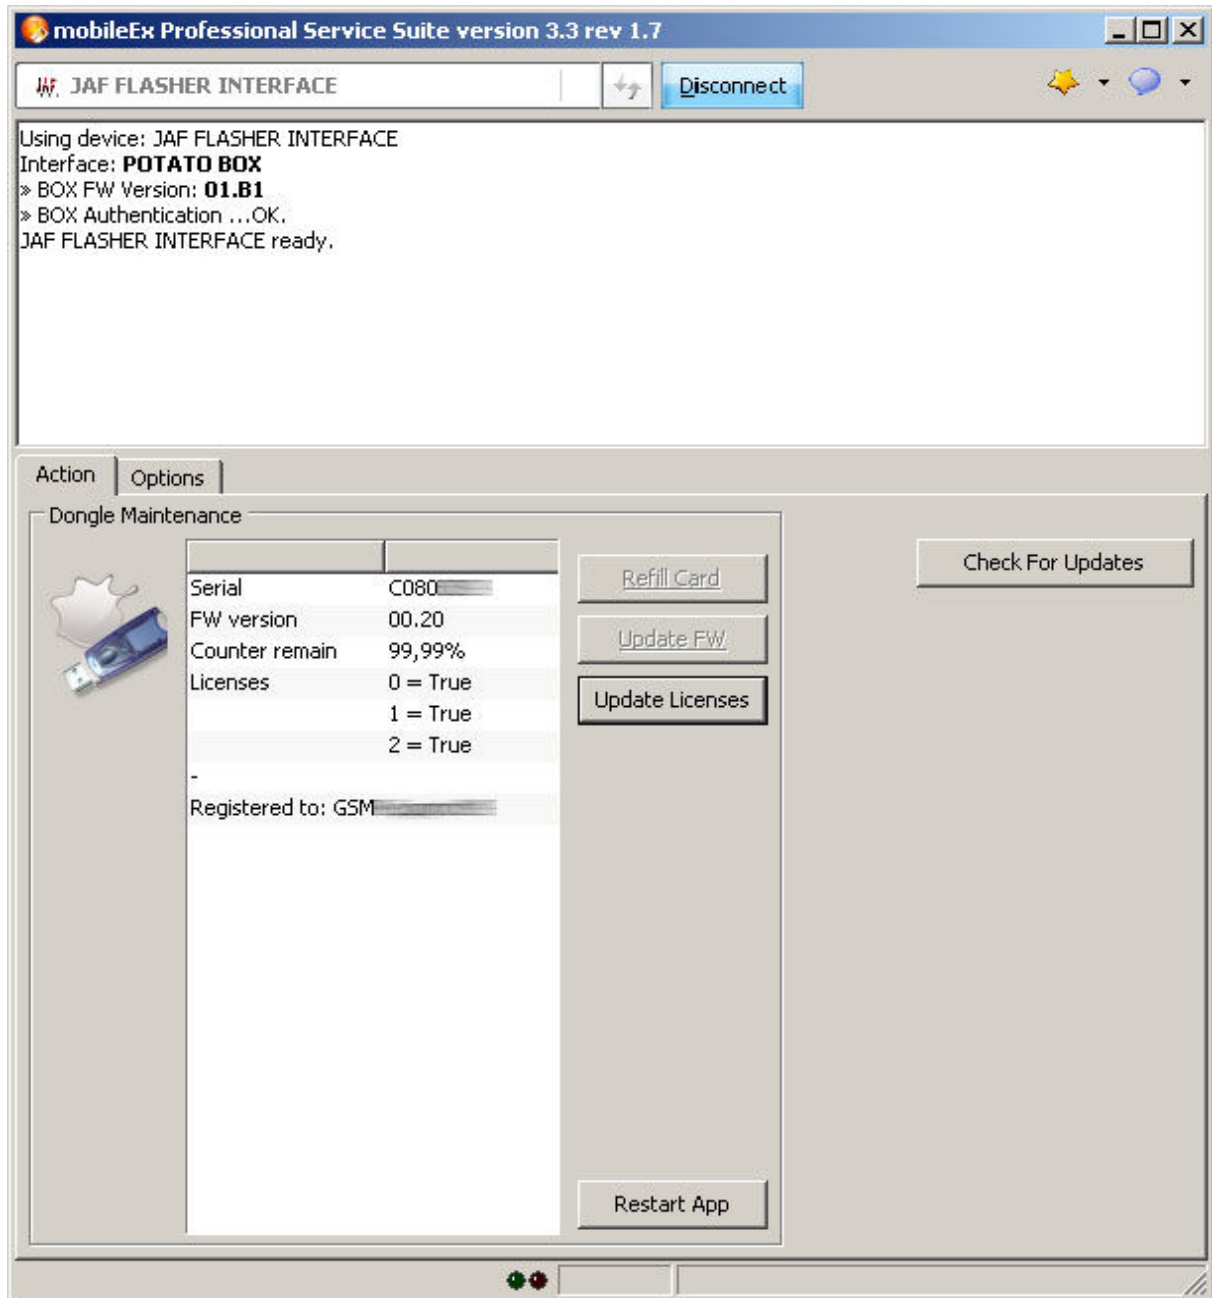 mobileEx Professional Service Suite version 3.3 rev 1.7
JAF JAF FLASHER INTERFACE
Disconnect
Using device: JAF FLASHER INTERFACE
Interface: POTATO BOX
» BOX FW Version: 01.B1
» BOX Authentication ...OK.
JAF FLASHER INTERFACE ready.
Action Options
Dongle Maintenance
Serial C080
FW version 00.20
Counter remain 99,99%
Licenses 0 = True
1 = True
2 = True
-
Registered to: GSM
Refill Card
Update FW
Update Licenses
Restart App
Check For Updates